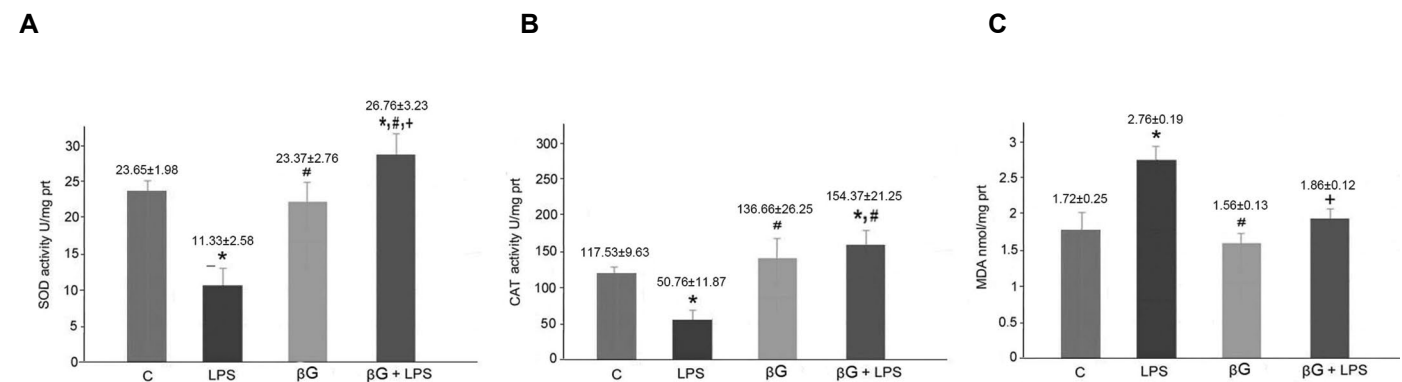 A
B
C
SOD activity U/mg prt
30
25
20
15
10
5
0
23.65±1.98
11.33±2.58
*
23.37±2.76
#
26.76±3.23
*,#,+
C
LPS
βG
βG + LPS
CAT activity U/mg prt
300
250
200
150
100
50
0
117.53±9.63
50.76±11.87
*
136.66±26.25
#
154.37±21.25
*,#
C
LPS
βG
βG + LPS
MDA nmol/mg prt
3
2.5
2
1.5
1
0.5
0
1.72±0.25
2.76±0.19
*
1.56±0.13
#
1.86±0.12
+
C
LPS
βG
βG + LPS